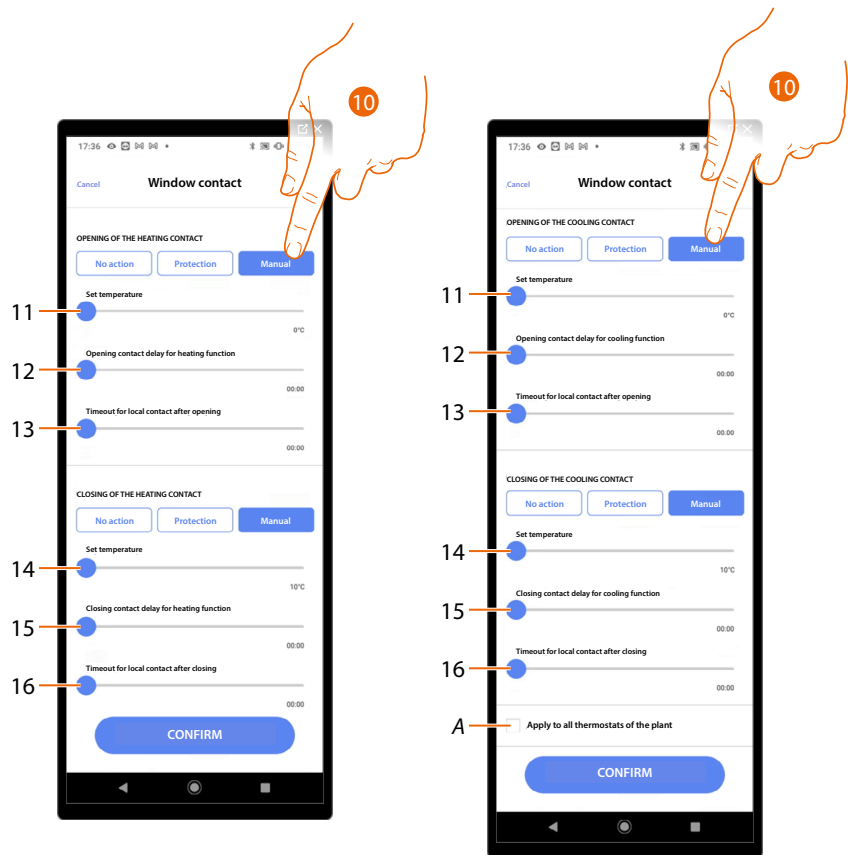 10
17:36
Cancel
Window contact
OPENING OF THE HEATING CONTACT
No action
Protection
Manual
11
Set temperature
0°C
12
Opening contact delay for heating function
00:00
13
Timeout for local contact after opening
00:00
CLOSING OF THE HEATING CONTACT
No action
Protection
Manual
14
Set temperature
10°C
15
Closing contact delay for heating function
00:00
16
Timeout for local contact after closing
00:00
CONFIRM
10
17:36
Cancel
Window contact
OPENING OF THE COOLING CONTACT
No action
Protection
Manual
11
Set temperature
0°C
12
Opening contact delay for cooling function
00:00
13
Timeout for local contact after opening
00:00
CLOSING OF THE COOLING CONTACT
No action
Protection
Manual
14
Set temperature
10°C
15
Closing contact delay for cooling function
00:00
16
Timeout for local contact after closing
00:00
A
Apply to all thermostats of the plant
CONFIRM